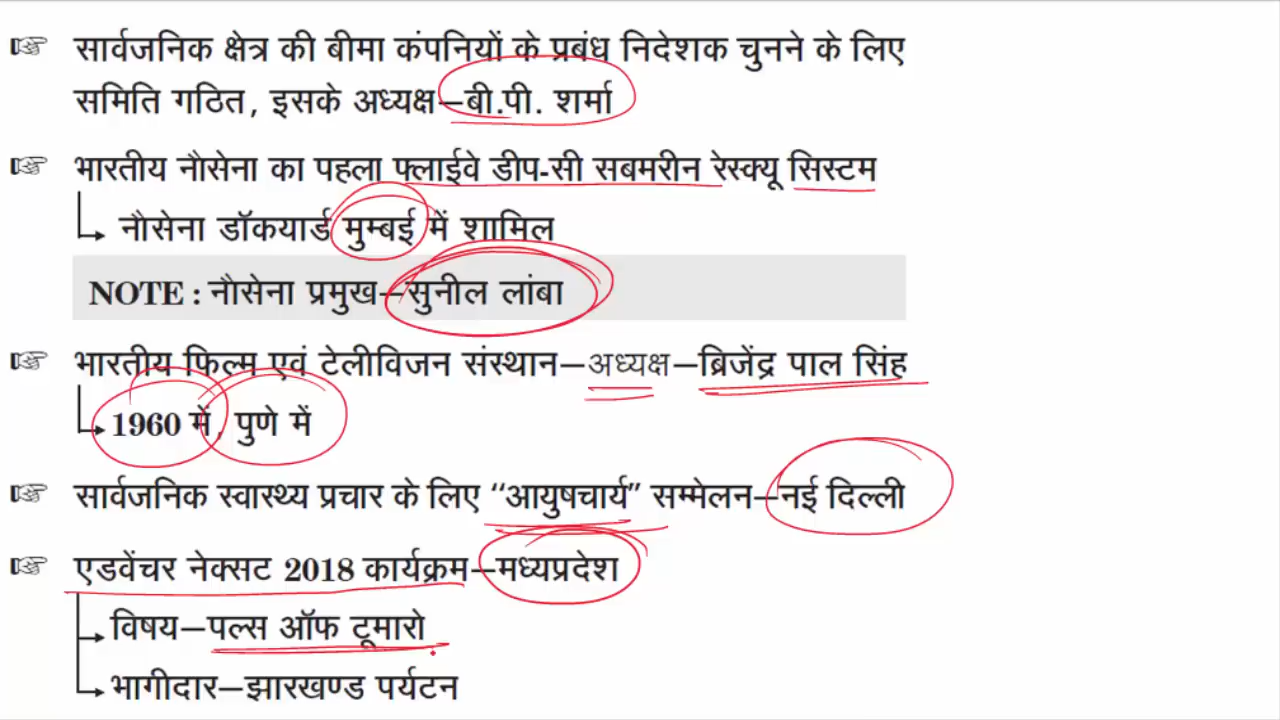 सार्वजनिक क्षेत्र की बीमा कंपनियों के प्रबंध निदेशक चुनने के लिए
समिति गठित, इसके अध्यक्ष–बी.पी. शर्मा
भारतीय नौसेना का पहला फ्लाईवे डीप-सी सबमरीन रेस्क्यू सिस्टम
नौसेना डॉकयार्ड मुम्बई में शामिल
NOTE : नौसेना प्रमुख–सुनील लांबा
भारतीय फिल्म एवं टेलीविजन संस्थान–अध्यक्ष–ब्रिजेंद्र पाल सिंह
1960 में, पुणे में
सार्वजनिक स्वास्थ्य प्रचार के लिए “आयुषचार्य” सम्मेलन–नई दिल्ली
एडवेंचर नेक्सट 2018 कार्यक्रम–मध्यप्रदेश
विषय–पल्स ऑफ टूमारो
भागीदार–झारखण्ड पर्यटन